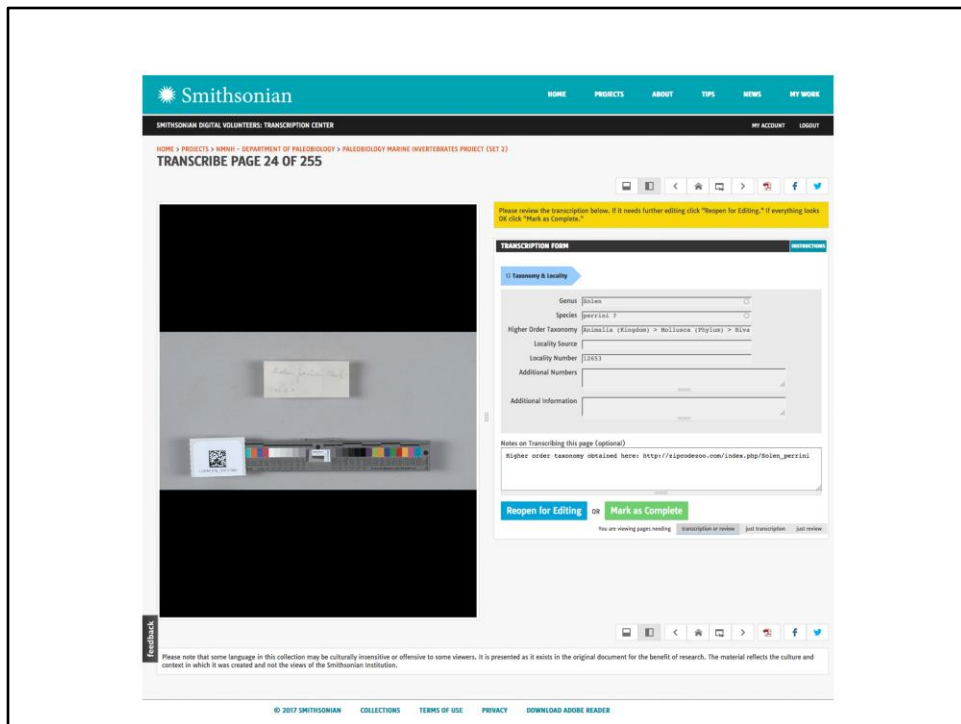 Smithsonian
HOME PROJECTS ABOUT TIPS NEWS MY WORK
SMITHSONIAN DIGITAL VOLUNTEERS: TRANSCRIPTION CENTER
MY ACCOUNT LOGOUT
HOME > PROJECTS > NMNH - DEPARTMENT OF PALEOBIOLOGY > PALEOBIOLOGY MARINE INVERTEBRATES PROJECT (SET 2)
TRANSCRIBE PAGE 24 OF 255
Please review the transcription below. If it needs further editing click "Reopen for Editing." If everything looks
OK click "Mark as Complete."
TRANSCRIPTION FORM
INSTRUCTIONS
1) Taxonomy & Locality
Genus Solen
Species perrini ?
Higher Order Taxonomy Animalia (Kingdom) > Mollusca (Phylum) > Biva
Locality Source
Locality Number 12653
Additional Numbers
Additional Information
Notes on Transcribing this page (optional)
Higher order taxonomy obtained here: http://zipcodezoo.com/index.php/Solen_perrini
Reopen for Editing OR Mark as Complete
You are viewing pages needing transcription or review just transcription just review
feedback
Please note that some language in this collection may be culturally insensitive or offensive to some viewers. It is presented as it exists in the original document for the benefit of research. The material reflects the culture and
context in which it was created and not the views of the Smithsonian Institution.
© 2017 SMITHSONIAN COLLECTIONS TERMS OF USE PRIVACY DOWNLOAD ADOBE READER